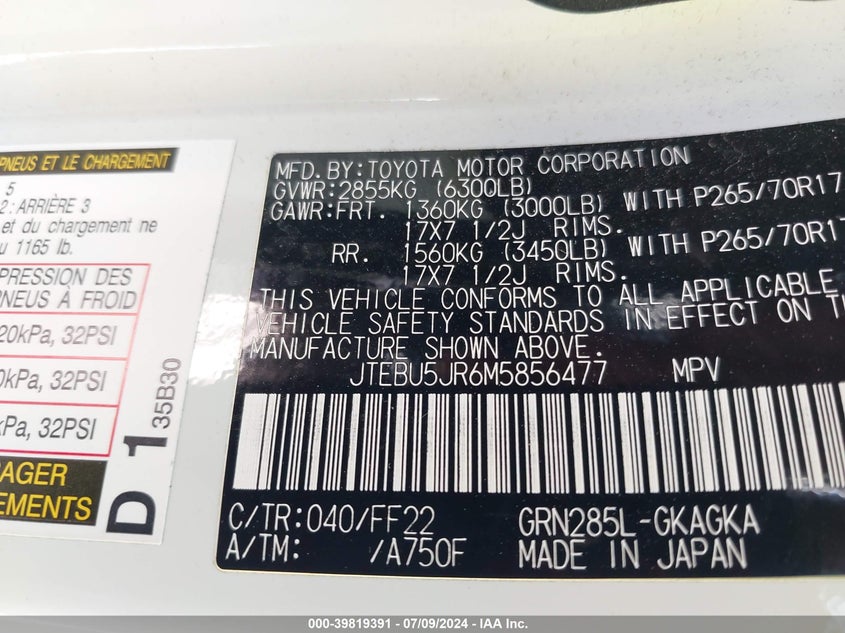 PNEUS ET LE CHARGEMENT
5
2: ARRIÈRE 3
et du chargement ne
1165 lb.
PRESSION DES
PNEUS À FROID
20kPa, 32PSI
0kPa, 32PSI
kPa, 32PSI
D 1 35B30
MFD.BY:TOYOTA MOTOR CORPORATION
GVWR:2855KG (6300LB)
GAWR:FRT. 1360KG (3000LB) WITH P265/70R17
17X7 1/2J RIMS.
RR. 1560KG (3450LB) WITH P265/70R17
17X7 1/2J RIMS.
THIS VEHICLE CONFORMS TO ALL APPLICABLE
VEHICLE SAFETY STANDARDS IN EFFECT ON
MANUFACTURE SHOWN ABOVE.
JTEBU5JR6M5856477 MPV
C/TR:040/FF22 GRN285L-GKAGKA
A/TM: /A750F MADE IN JAPAN
000-39819391 - 07/09/2024 - IAA Inc.